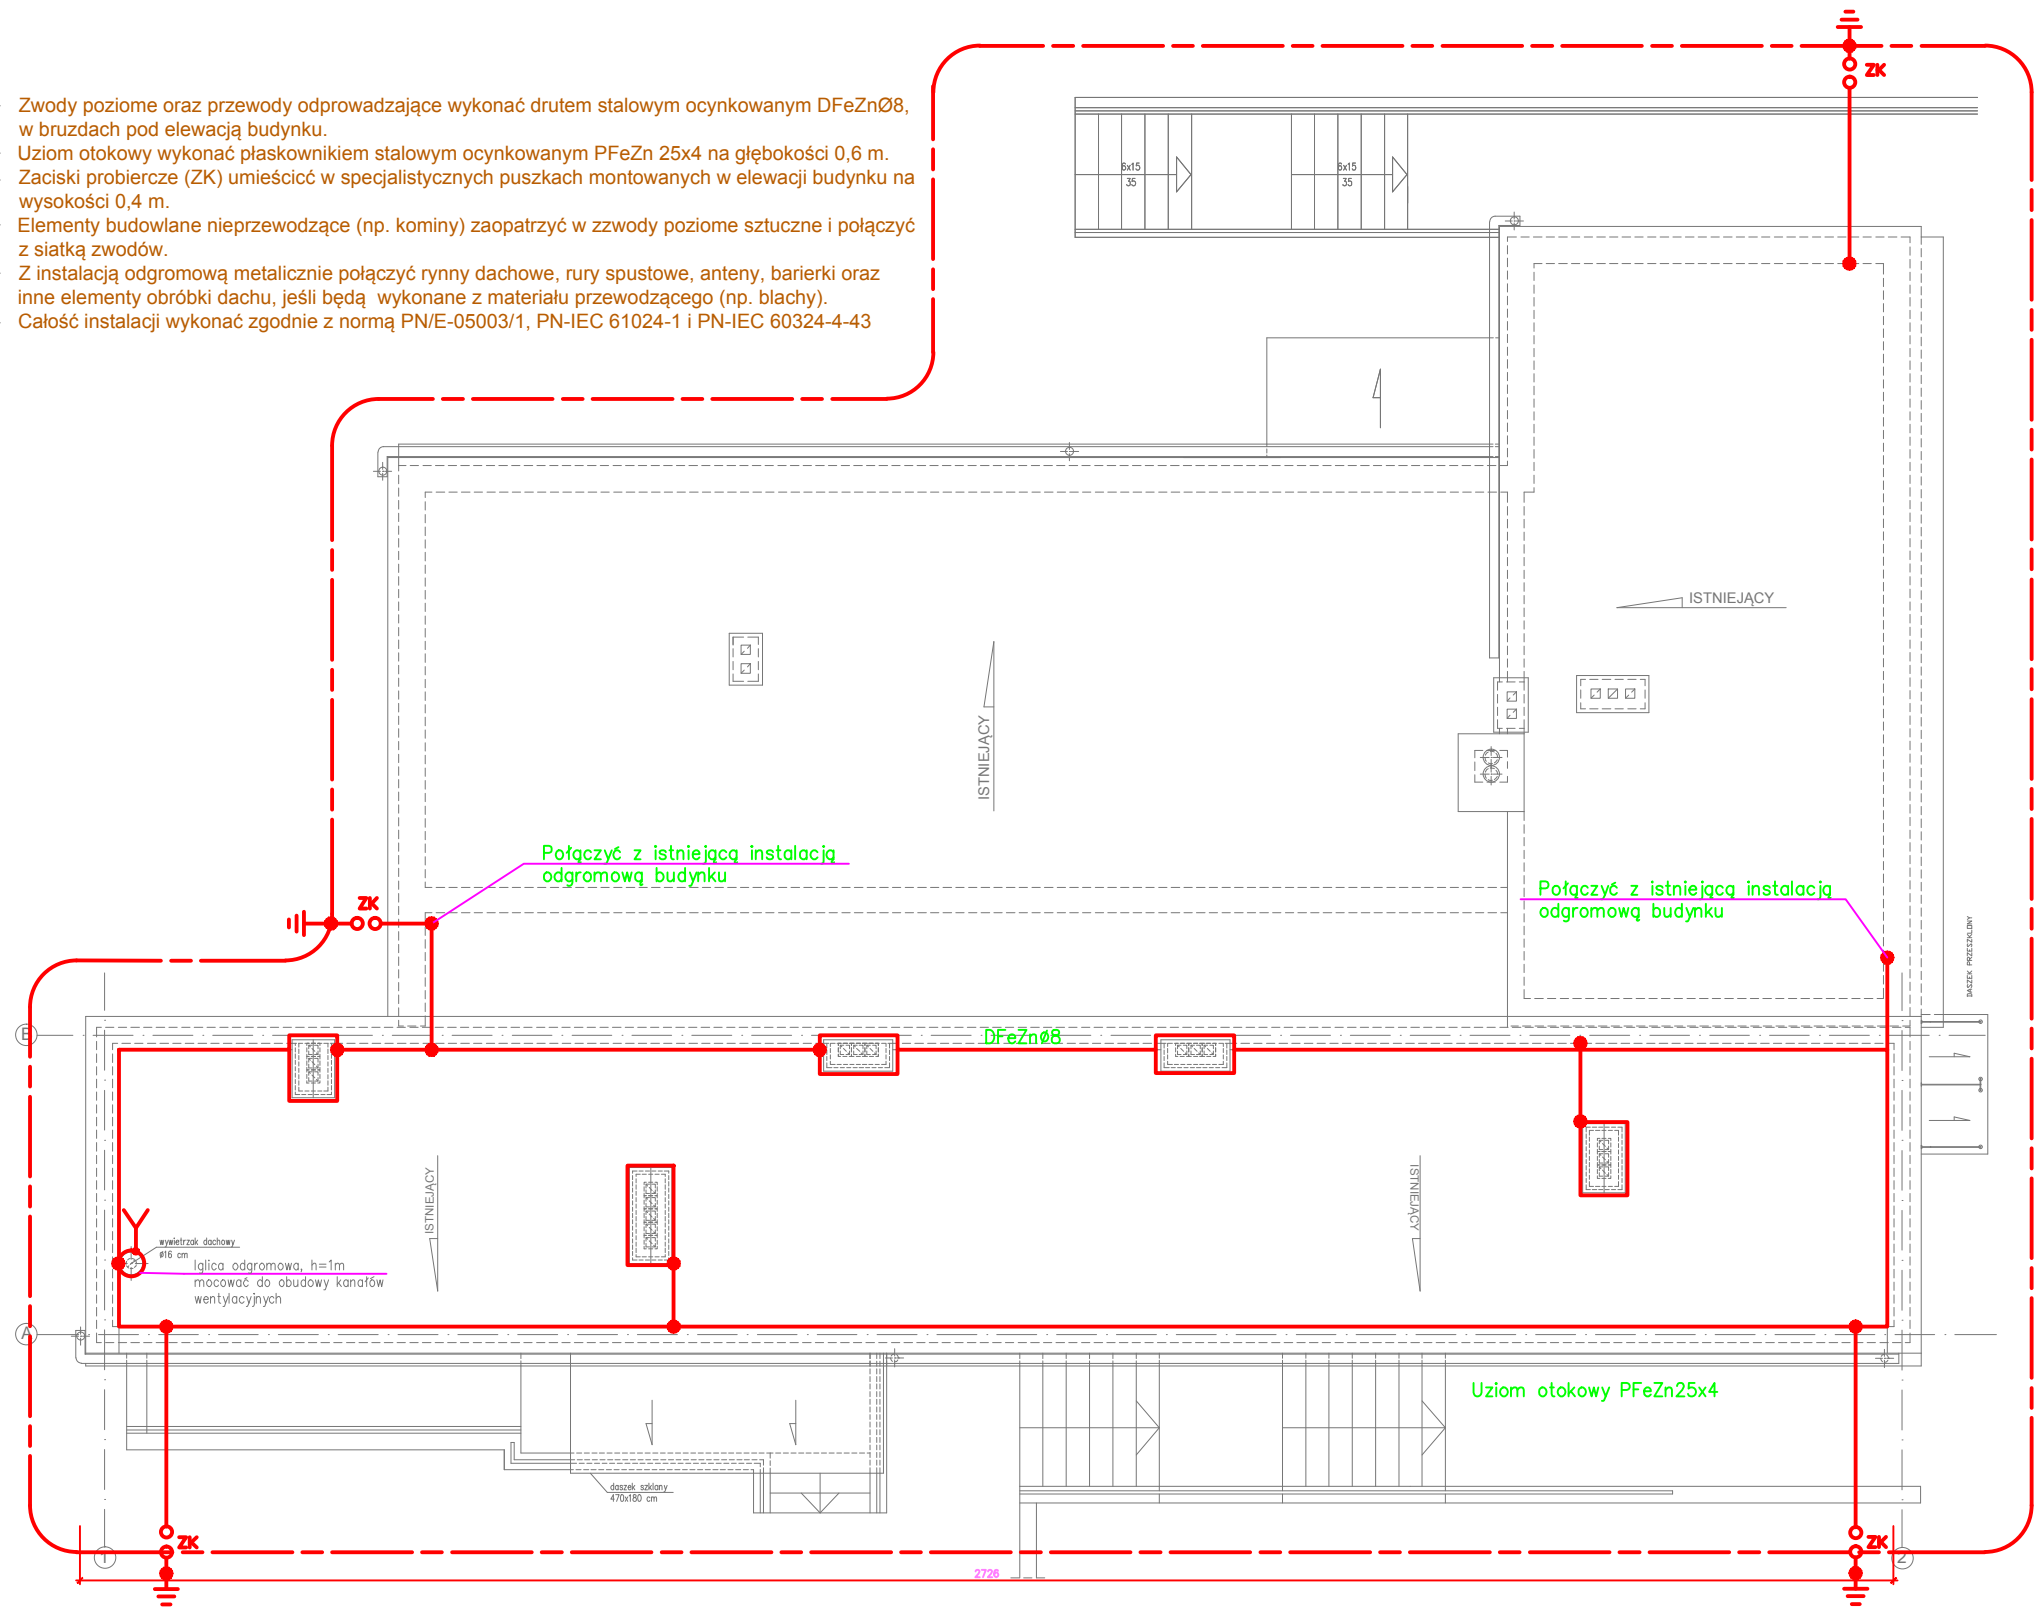 Zwody poziome oraz przewody odprowadzające wykonać drutem stalowym ocynkowanym DFeZnØ8,
w bruzdach pod elewacją budynku.
Uziom otokowy wykonać płaskownikiem stalowym ocynkowanym PFeZn 25x4 na głębokości 0,6 m.
Zaciski probiercze (ZK) umieścicć w specjalistycznych puszkach montowanych w elewacji budynku na
wysokości 0,4 m.
Elementy budowlane nieprzewodzące (np. kominy) zaopatrzyć w zzwody poziome sztuczne i połączyć
z siatką zwodów.
Z instalacją odgromową metalicznie połączyć rynny dachowe, rury spustowe, anteny, barierki oraz
inne elementy obróbki dachu, jeśli będą wykonane z materiału przewodzącego (np. blachy).
Całość instalacji wykonać zgodnie z normą PN/E-05003/1, PN-IEC 61024-1 i PN-IEC 60324-4-43
ZK
6x15
35
6x15
35
ISTNIEJĄCY
ISTNIEJĄCY
Połączyć z istniejącą instalacją
odgromową budynku
Połączyć z istniejącą instalacją
odgromową budynku
ZK
DASZEK PRZESZKLONY
B
DFeZnØ8
ISTNIEJĄCY
ISTNIEJĄCY
wywietrzak dachowy
Ø16 cm
Iglica odgromowa, h=1m
mocować do obudowy kanałów
wentylacyjnych
A
Uziom otokowy PFeZn25x4
daszek szklany
470x180 cm
ZK
ZK
1
2
2726